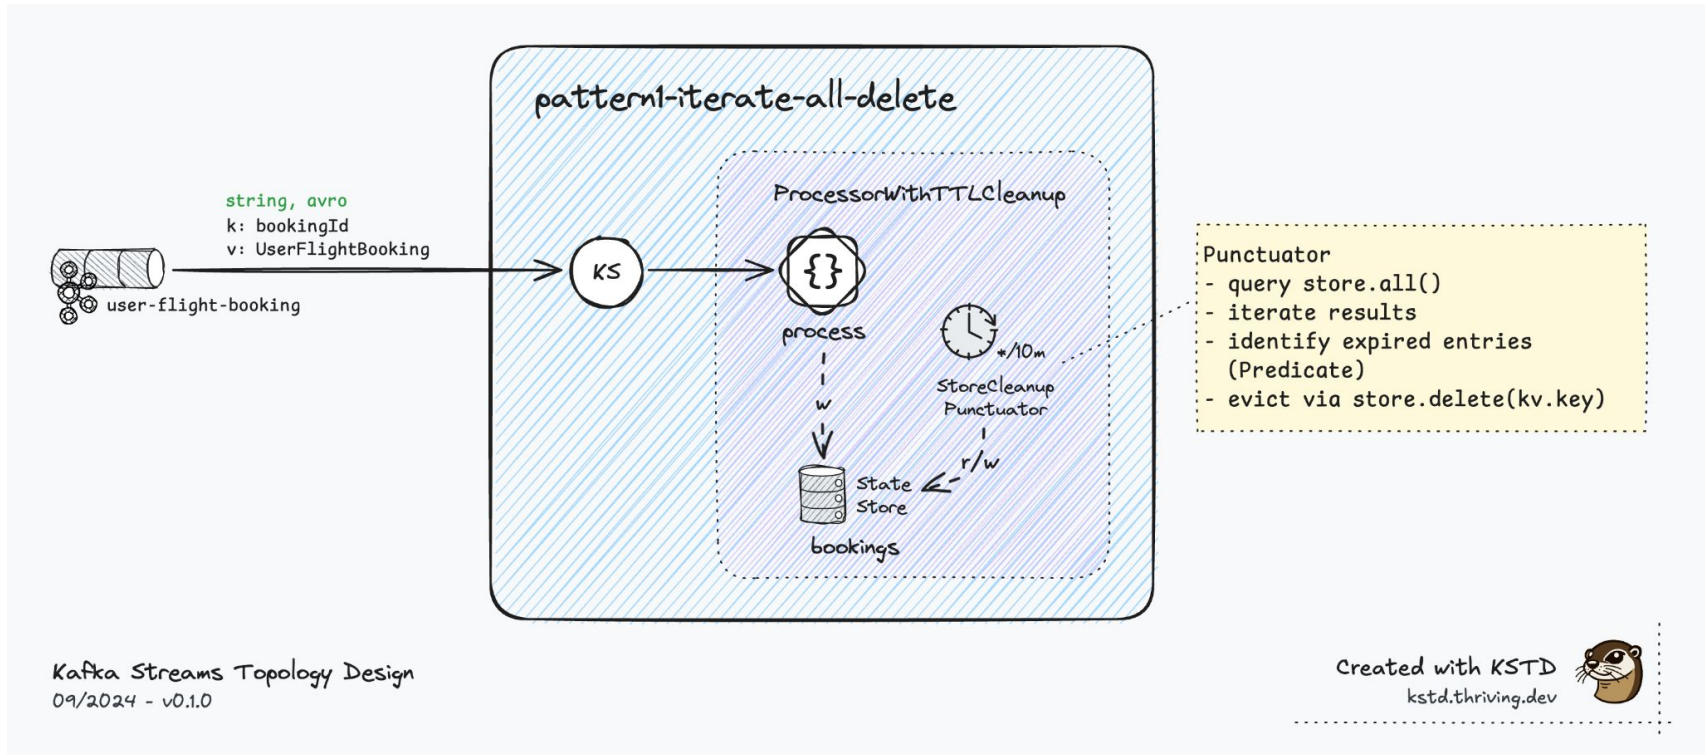 pattern1-iterate-all-delete
string, avro
k: bookingId
v: UserFlightBooking
user-flight-booking
KS
ProcessorWithTTLCleanup
{}
process
*/10m
StoreCleanup
Punctuator
w
r/w
State
Store
bookings
Punctuator
- query store.all()
- iterate results
- identify expired entries
(Predicate)
- evict via store.delete(kv.key)
Kafka Streams Topology Design
09/2024 - v0.1.0
Created with KSTD
kstd.thriving.dev